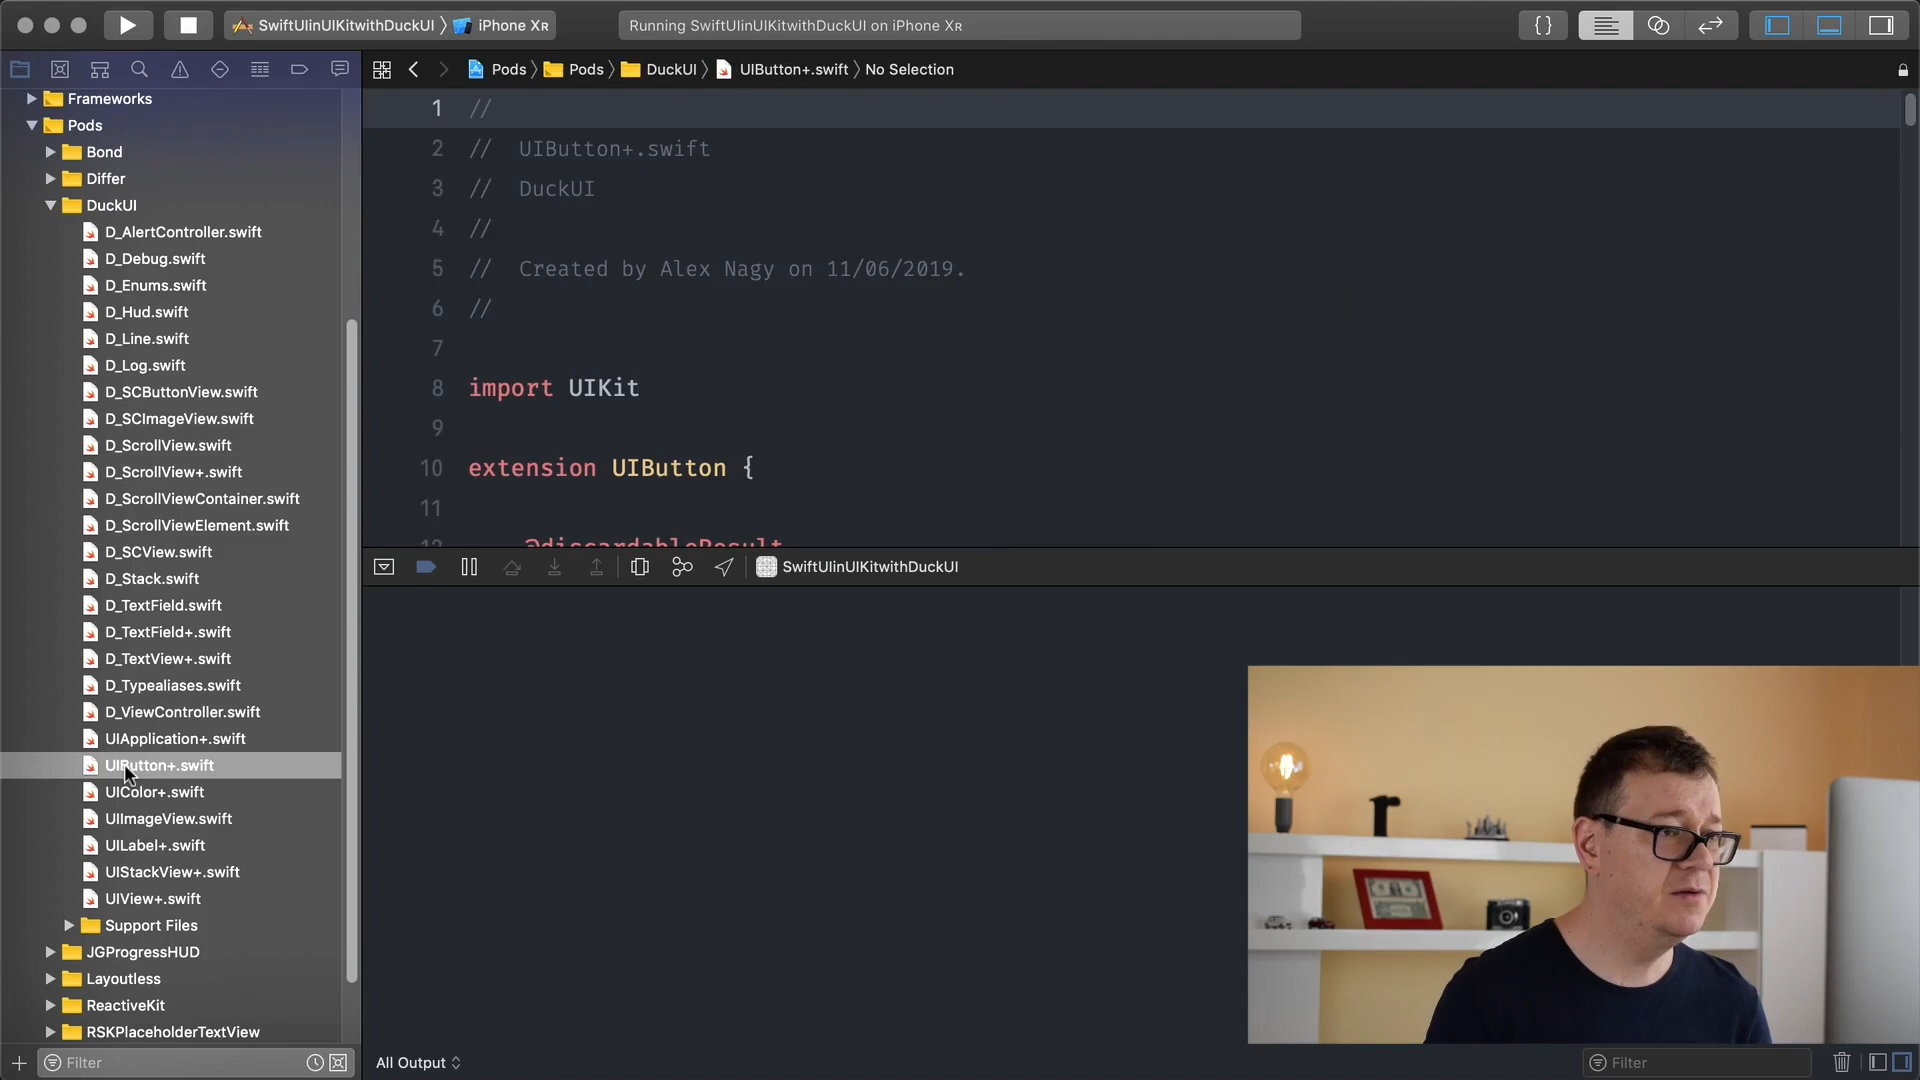 SwiftUIinUIKitwithDuckUI
iPhone Xʀ
Running SwiftUIinUIKitwithDuckUI on iPhone Xʀ
{}
Pods
Pods
DuckUI
UIButton+.swift
No Selection
Frameworks
Pods
Bond
Differ
DuckUI
D_AlertController.swift
D_Debug.swift
D_Enums.swift
D_Hud.swift
D_Line.swift
D_Log.swift
D_SCButtonView.swift
D_SCImageView.swift
D_ScrollView.swift
D_ScrollView+.swift
D_ScrollViewContainer.swift
D_ScrollViewElement.swift
D_SCView.swift
D_Stack.swift
D_TextField.swift
D_TextField+.swift
D_TextView+.swift
D_Typealiases.swift
D_ViewController.swift
UIApplication+.swift
UIButton+.swift
UIColor+.swift
UIImageView.swift
UILabel+.swift
UIStackView+.swift
UIView+.swift
Support Files
JGProgressHUD
Layoutless
ReactiveKit
RSKPlaceholderTextView
Filter
1 //
2 // UIButton+.swift
3 // DuckUI
4 //
5 // Created by Alex Nagy on 11/06/2019.
6 //
7
8 import UIKit
9
10 extension UIButton {
11
12 @discardableResult
SwiftUIinUIKitwithDuckUI
All Output
Filter